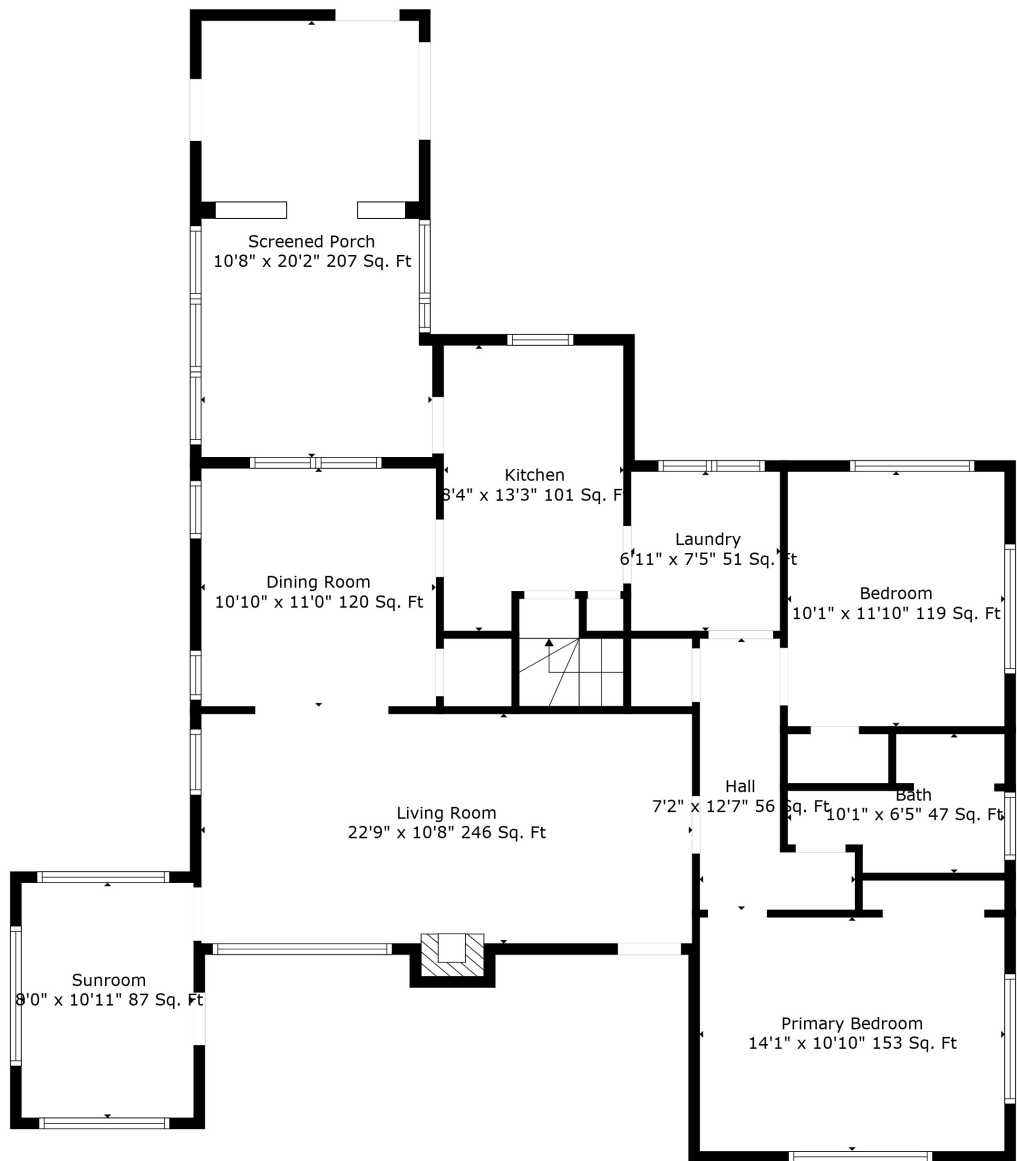 Screened Porch
10'8" x 20'2" 207 Sq. Ft
Kitchen
8'4" x 13'3" 101 Sq. Ft
Laundry
6'11" x 7'5" 51 Sq. Ft
Dining Room
10'10" x 11'0" 120 Sq. Ft
Bedroom
10'1" x 11'10" 119 Sq. Ft
Hall
7'2" x 12'7" 56 Sq. Ft
Bath
10'1" x 6'5" 47 Sq. Ft
Living Room
22'9" x 10'8" 246 Sq. Ft
Sunroom
8'0" x 10'11" 87 Sq. Ft
Primary Bedroom
14'1" x 10'10" 153 Sq. Ft